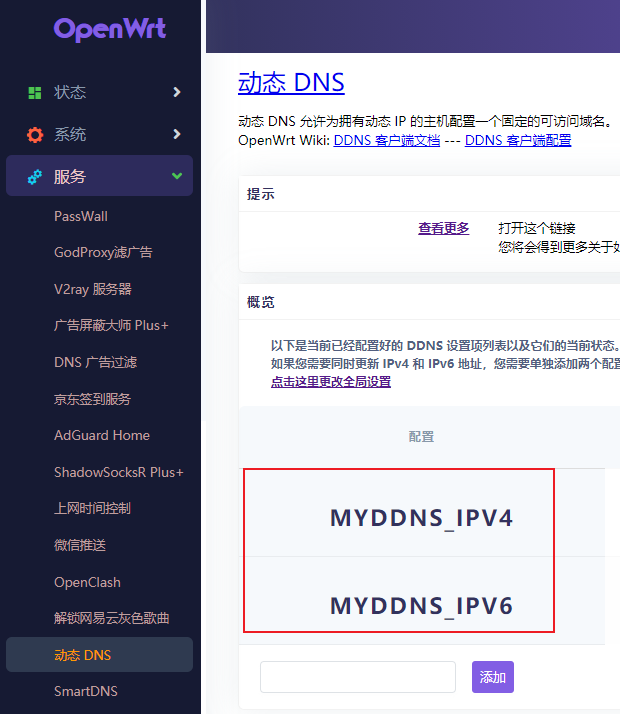 OpenWrt
状态
系统
服务
PassWall
GodProxy滤广告
V2ray 服务器
广告屏蔽大师 Plus+
DNS 广告过滤
京东签到服务
AdGuard Home
ShadowSocksR Plus+
上网时间控制
微信推送
OpenClash
解锁网易云灰色歌曲
动态 DNS
SmartDNS
动态 DNS
动态 DNS 允许为拥有动态 IP 的主机配置一个固定的可访问域名。
OpenWrt Wiki: DDNS 客户端文档 --- DDNS 客户端配置
提示
查看更多 打开这个链接
您将会得到更多关于如
概览
以下是当前已经配置好的 DDNS 设置项列表以及它们的当前状态。
如果您需要同时更新 IPv4 和 IPv6 地址，您需要单独添加两个配置
点击这里更改全局设置
配置
MYDDNS_IPV4
MYDDNS_IPV6
添加